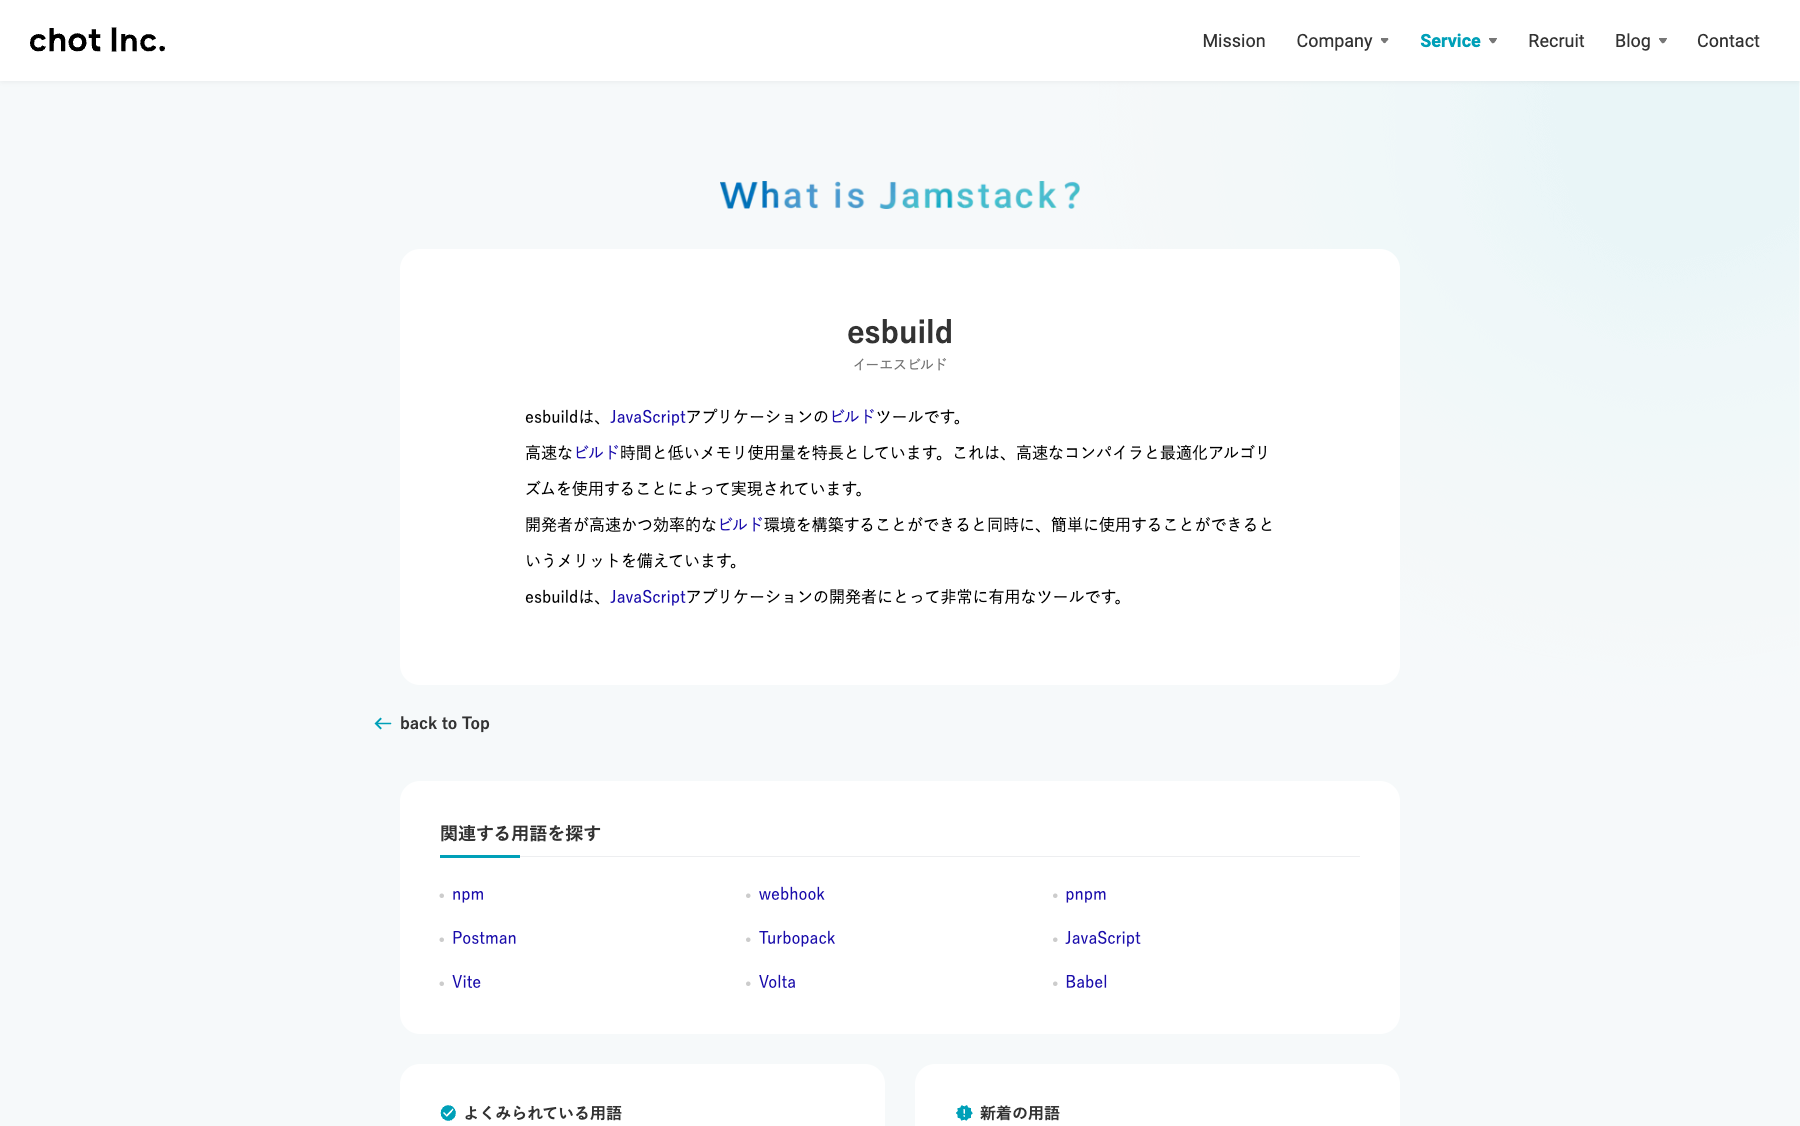 chot Inc.
Mission
Company
Service
Recruit
Blog
Contact
What is Jamstack?
esbuild
イーエスビルド
esbuildは、JavaScriptアプリケーションのビルドツールです。
高速なビルド時間と低いメモリ使用量を特長としています。これは、高速なコンパイラと最適化アルゴリ
ズムを使用することによって実現されています。
開発者が高速かつ効率的なビルド環境を構築することができると同時に、簡単に使用することができると
いうメリットを備えています。
esbuildは、JavaScriptアプリケーションの開発者にとって非常に有用なツールです。
back to Top
関連する用語を探す
npm
webhook
pnpm
Postman
Turbopack
JavaScript
Vite
Volta
Babel
よくみられている用語
新着の用語